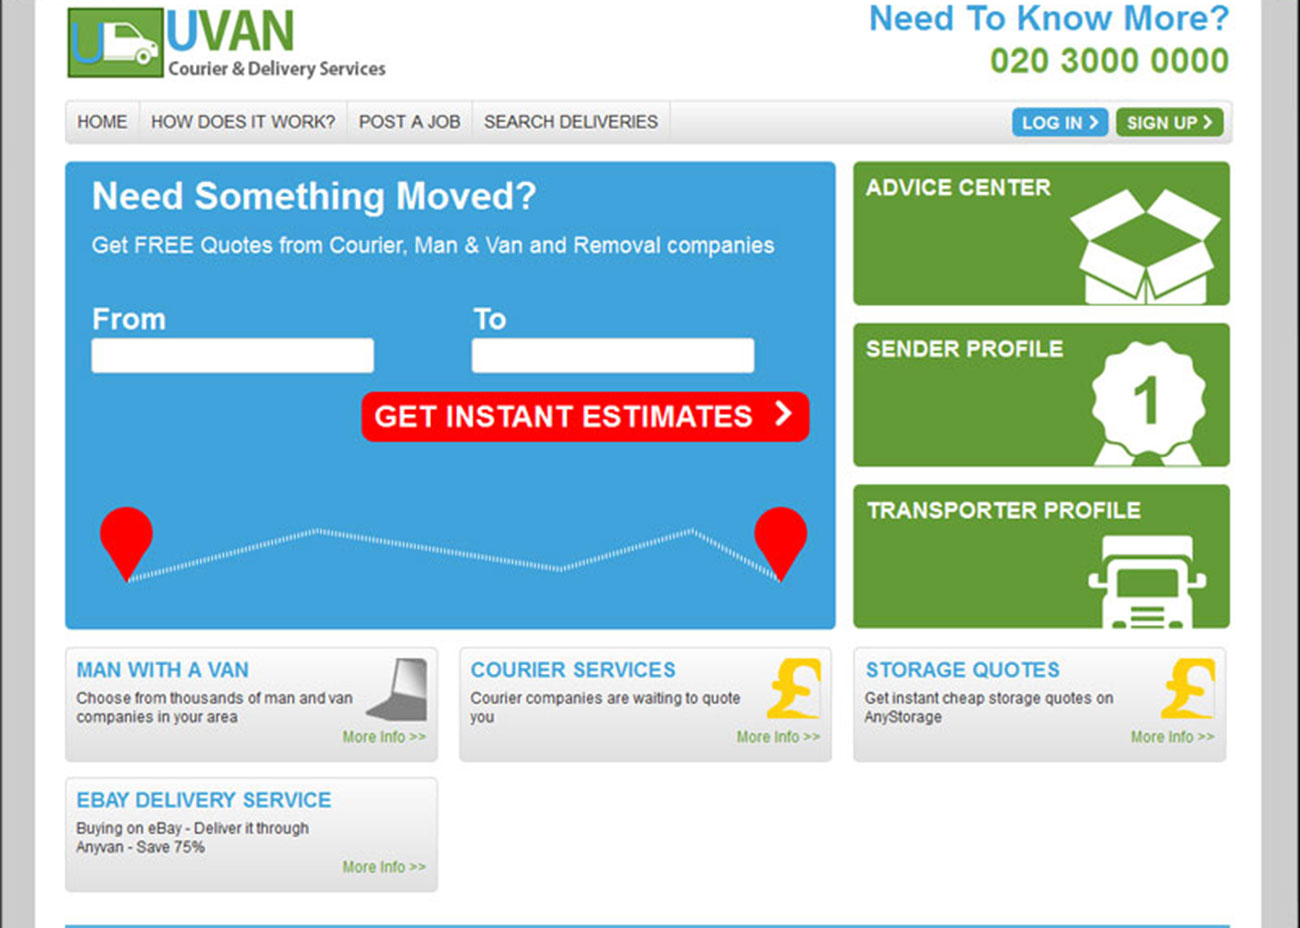 UVAN
Courier & Delivery Services
Need To Know More?
020 3000 0000
HOME
HOW DOES IT WORK?
POST A JOB
SEARCH DELIVERIES
LOG IN
SIGN UP
Need Something Moved?
Get FREE Quotes from Courier, Man & Van and Removal companies
From
To
GET INSTANT ESTIMATES
ADVICE CENTER
SENDER PROFILE
1
TRANSPORTER PROFILE
MAN WITH A VAN
Choose from thousands of man and van
companies in your area
More Info >>
COURIER SERVICES
Courier companies are waiting to quote
you
£
More Info >>
STORAGE QUOTES
Get instant cheap storage quotes on
AnyStorage
£
More Info >>
EBAY DELIVERY SERVICE
Buying on eBay - Deliver it through
Anyvan - Save 75%
More Info >>